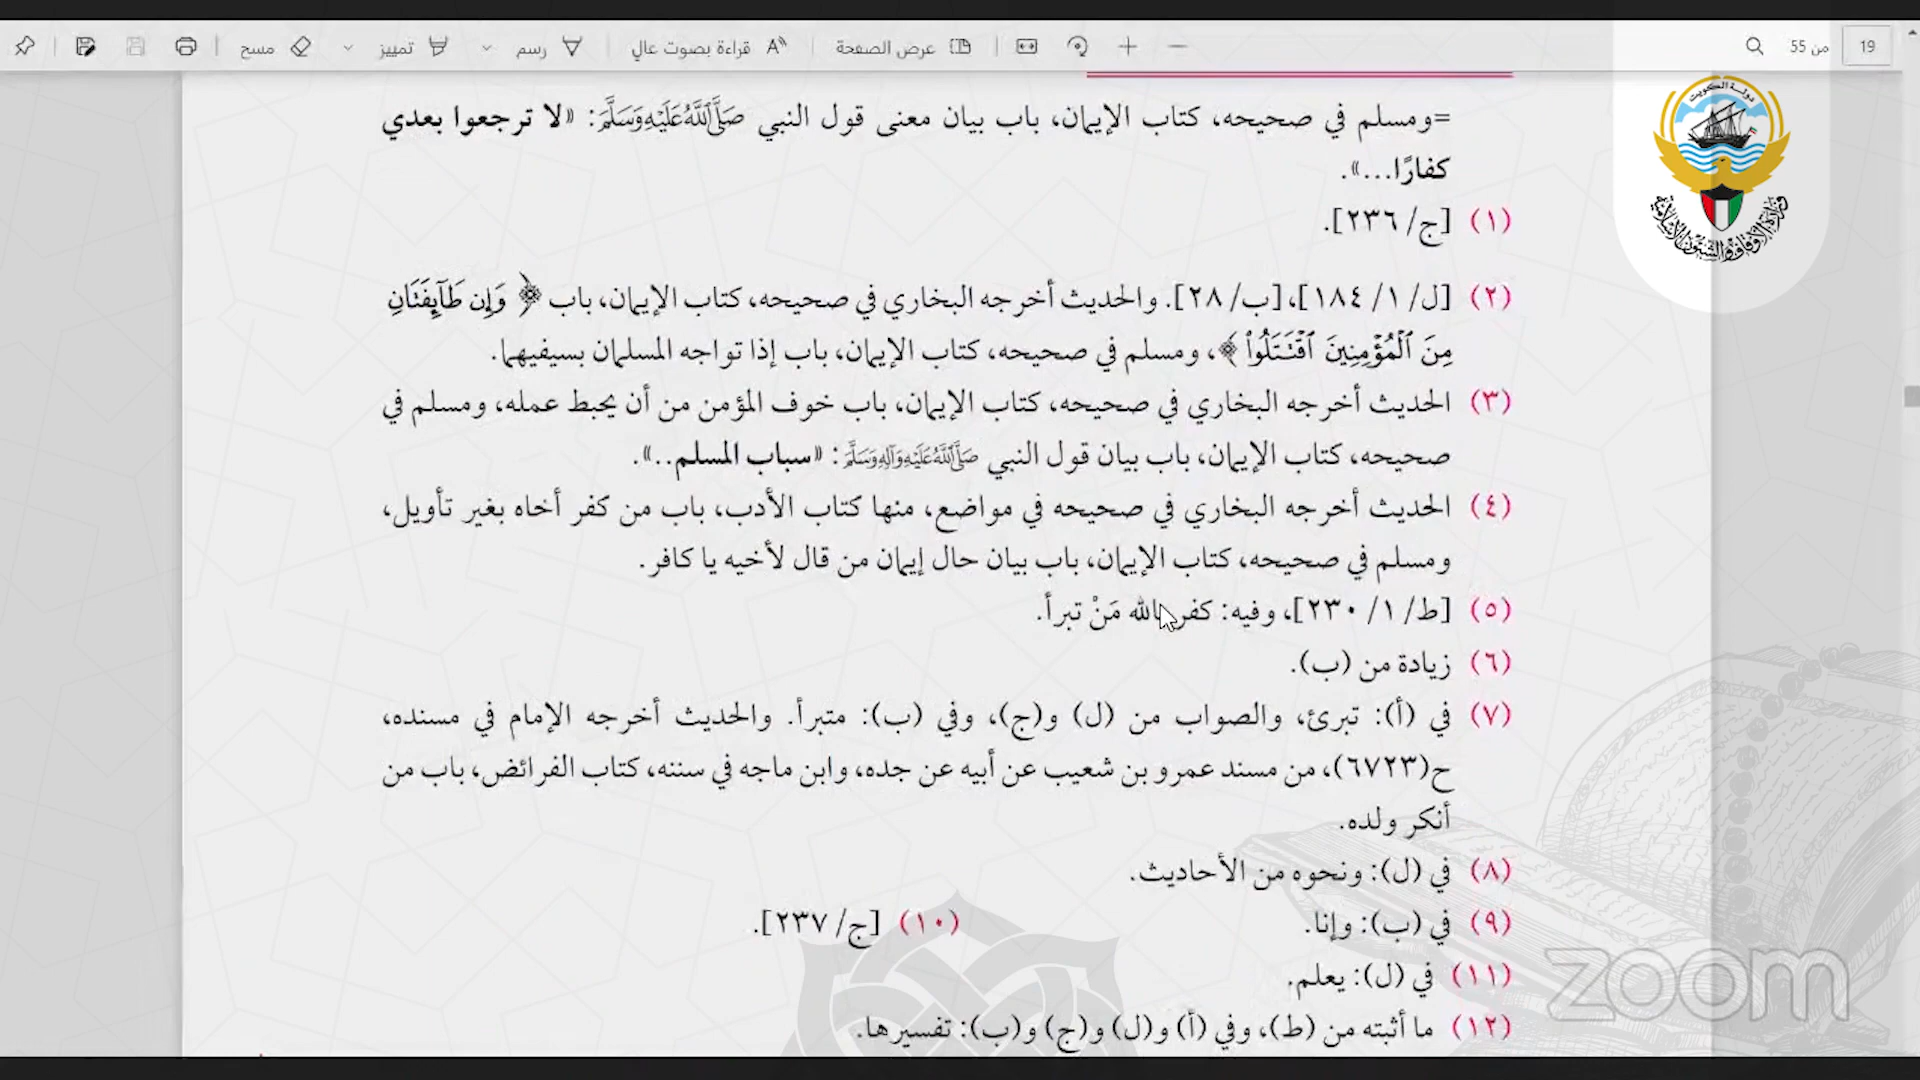 19 من 55 عرض الصفحة قراءة بصوت عالٍ رسم تمييز مسح
دولة الكويت
وزارة الأوقاف والشئون الإسلامية
=ومسلم في صحيحه، كتاب الإيمان، باب بيان معنى قول النبي صَلَّى اللَّهُ عَلَيْهِ وَسَلَّمَ: «لا ترجعوا بعدي
كفارًا...».
(١) [ج/ ٢٣٦].
(٢) [ل/ ١/ ١٨٤]، [ب/ ٢٨]. والحديث أخرجه البخاري في صحيحه، كتاب الإيمان، باب ﴿ وَإِن طَآئِفَتَانِ
مِنَ ٱلْمُؤْمِنِينَ ٱقْتَتَلُوا۟ ﴾، ومسلم في صحيحه، كتاب الإيمان، باب إذا تواجه المسلمان بسيفيهما.
(٣) الحديث أخرجه البخاري في صحيحه، كتاب الإيمان، باب خوف المؤمن من أن يحبط عمله، ومسلم في
صحيحه، كتاب الإيمان، باب بيان قول النبي صَلَّى اللَّهُ عَلَيْهِ وَآلِهِ وَسَلَّمَ: «سباب المسلم..».
(٤) الحديث أخرجه البخاري في صحيحه في مواضع، منها كتاب الأدب، باب من كفر أخاه بغير تأويل،
ومسلم في صحيحه، كتاب الإيمان، باب بيان حال إيمان من قال لأخيه يا كافر.
(٥) [ط/ ١/ ٢٣٠]، وفيه: كفر بالله مَنْ تبرأ.
(٦) زيادة من (ب).
(٧) في (أ): تبرئ، والصواب من (ل) و(ج)، وفي (ب): متبرأ. والحديث أخرجه الإمام في مسنده،
ح(٦٧٢٣)، من مسند عمرو بن شعيب عن أبيه عن جده، وابن ماجه في سننه، كتاب الفرائض، باب من
أنكر ولده.
(٨) في (ل): ونحوه من الأحاديث.
(٩) في (ب): وإنا. (١٠) [ج/ ٢٣٧].
(١١) في (ل): يعلم.
(١٢) ما أثبته من (ط)، وفي (أ) و(ل) و(ج) و(ب): تفسيرها.
zoom